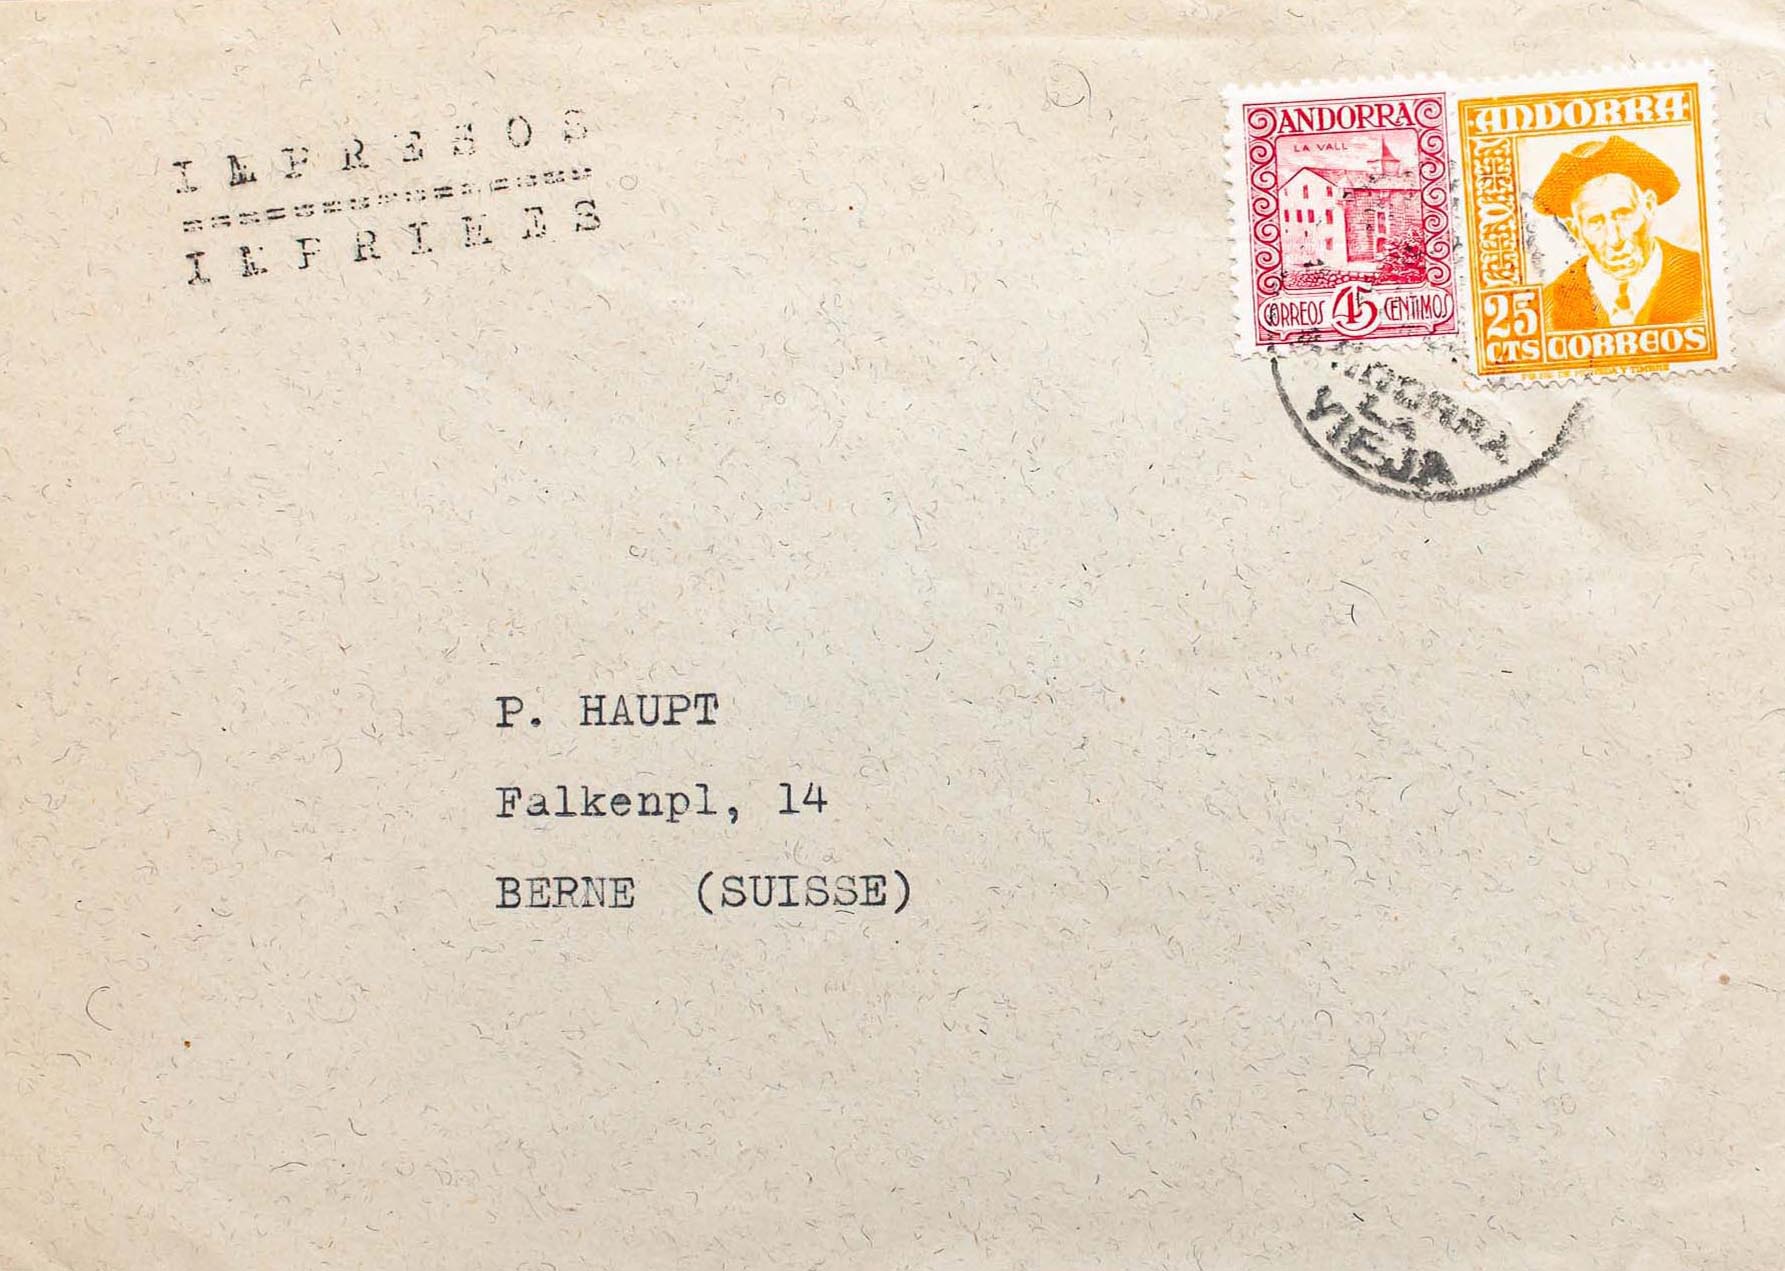 IMPRESOS
==============
IMPRIMES
ANDORRA
LA VALL
CORREOS 45 CENTIMOS
ANDORRA
25
CTS CORREOS
ANDORRA
LA
VIEJA
P. HAUPT
Falkenpl, 14
BERNE (SUISSE)